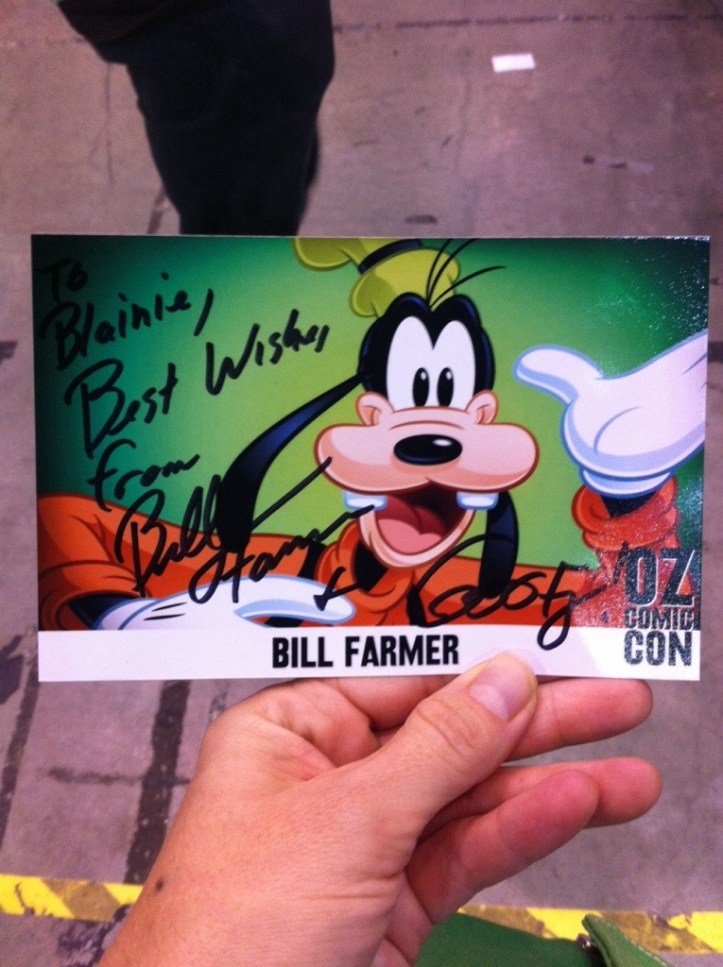 To
Blainie,
Best Wishes,
from
Bill Farmer + Goofy
OZ
COMIC
CON
BILL FARMER